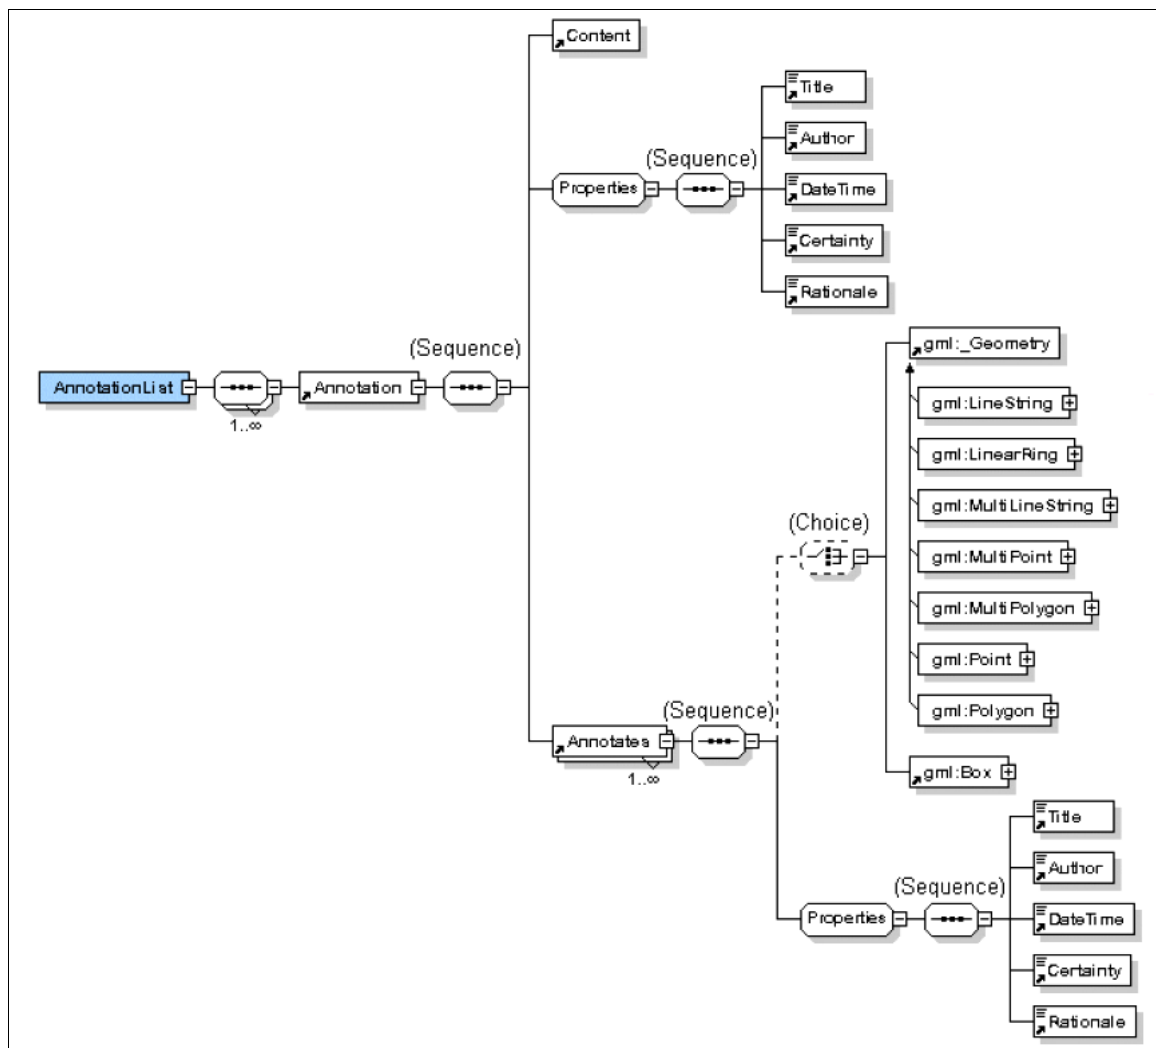 Content
Title
Author
(Sequence)
Properties
DateTime
Certainty
Rationale
(Sequence)
AnnotationList
Annotation
1..∞
gml:_Geometry
gml:LineString
gml:LinearRing
gml:MultiLineString
(Choice)
gml:MultiPoint
gml:MultiPolygon
gml:Point
gml:Polygon
(Sequence)
Annotates
1..∞
gml:Box
Title
Author
(Sequence)
Properties
DateTime
Certainty
Rationale